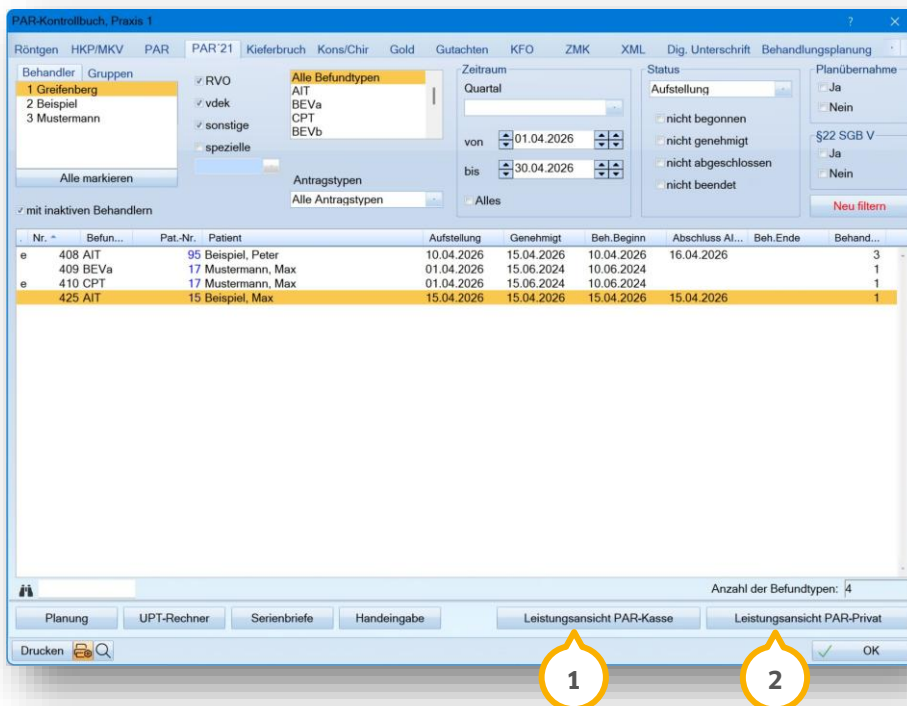 PAR-Kontrollbuch, Praxis 1
Röntgen HKP/MKV PAR PAR´21 Kieferbruch Kons/Chir Gold Gutachten KFO ZMK XML Dig. Unterschrift Behandlungsplanung
Behandler Gruppen
1 Greifenberg
2 Beispiel
3 Mustermann
Alle markieren
mit inaktiven Behandlern
RVO
vdek
sonstige
spezielle
Alle Befundtypen
AIT
BEVa
CPT
BEVb
Antragstypen
Alle Antragstypen
Zeitraum
Quartal
von 01.04.2026
bis 30.04.2026
Alles
Status
Aufstellung
nicht begonnen
nicht genehmigt
nicht abgeschlossen
nicht beendet
Planübernahme
Ja
Nein
§22 SGB V
Ja
Nein
Neu filtern
Nr. Befun... Pat.-Nr. Patient Aufstellung Genehmigt Beh.Beginn Abschluss AI... Beh.Ende Behand...
e 408 AIT 95 Beispiel, Peter 10.04.2026 15.04.2026 10.04.2026 16.04.2026 3
409 BEVa 17 Mustermann, Max 01.04.2026 15.06.2024 10.06.2024 1
e 410 CPT 17 Mustermann, Max 01.04.2026 15.06.2024 10.06.2024 1
425 AIT 15 Beispiel, Max 15.04.2026 15.04.2026 15.04.2026 15.04.2026 1
Anzahl der Befundtypen: 4
Planung UPT-Rechner Serienbriefe Handeingabe Leistungsansicht PAR-Kasse Leistungsansicht PAR-Privat
Drucken OK
1 2